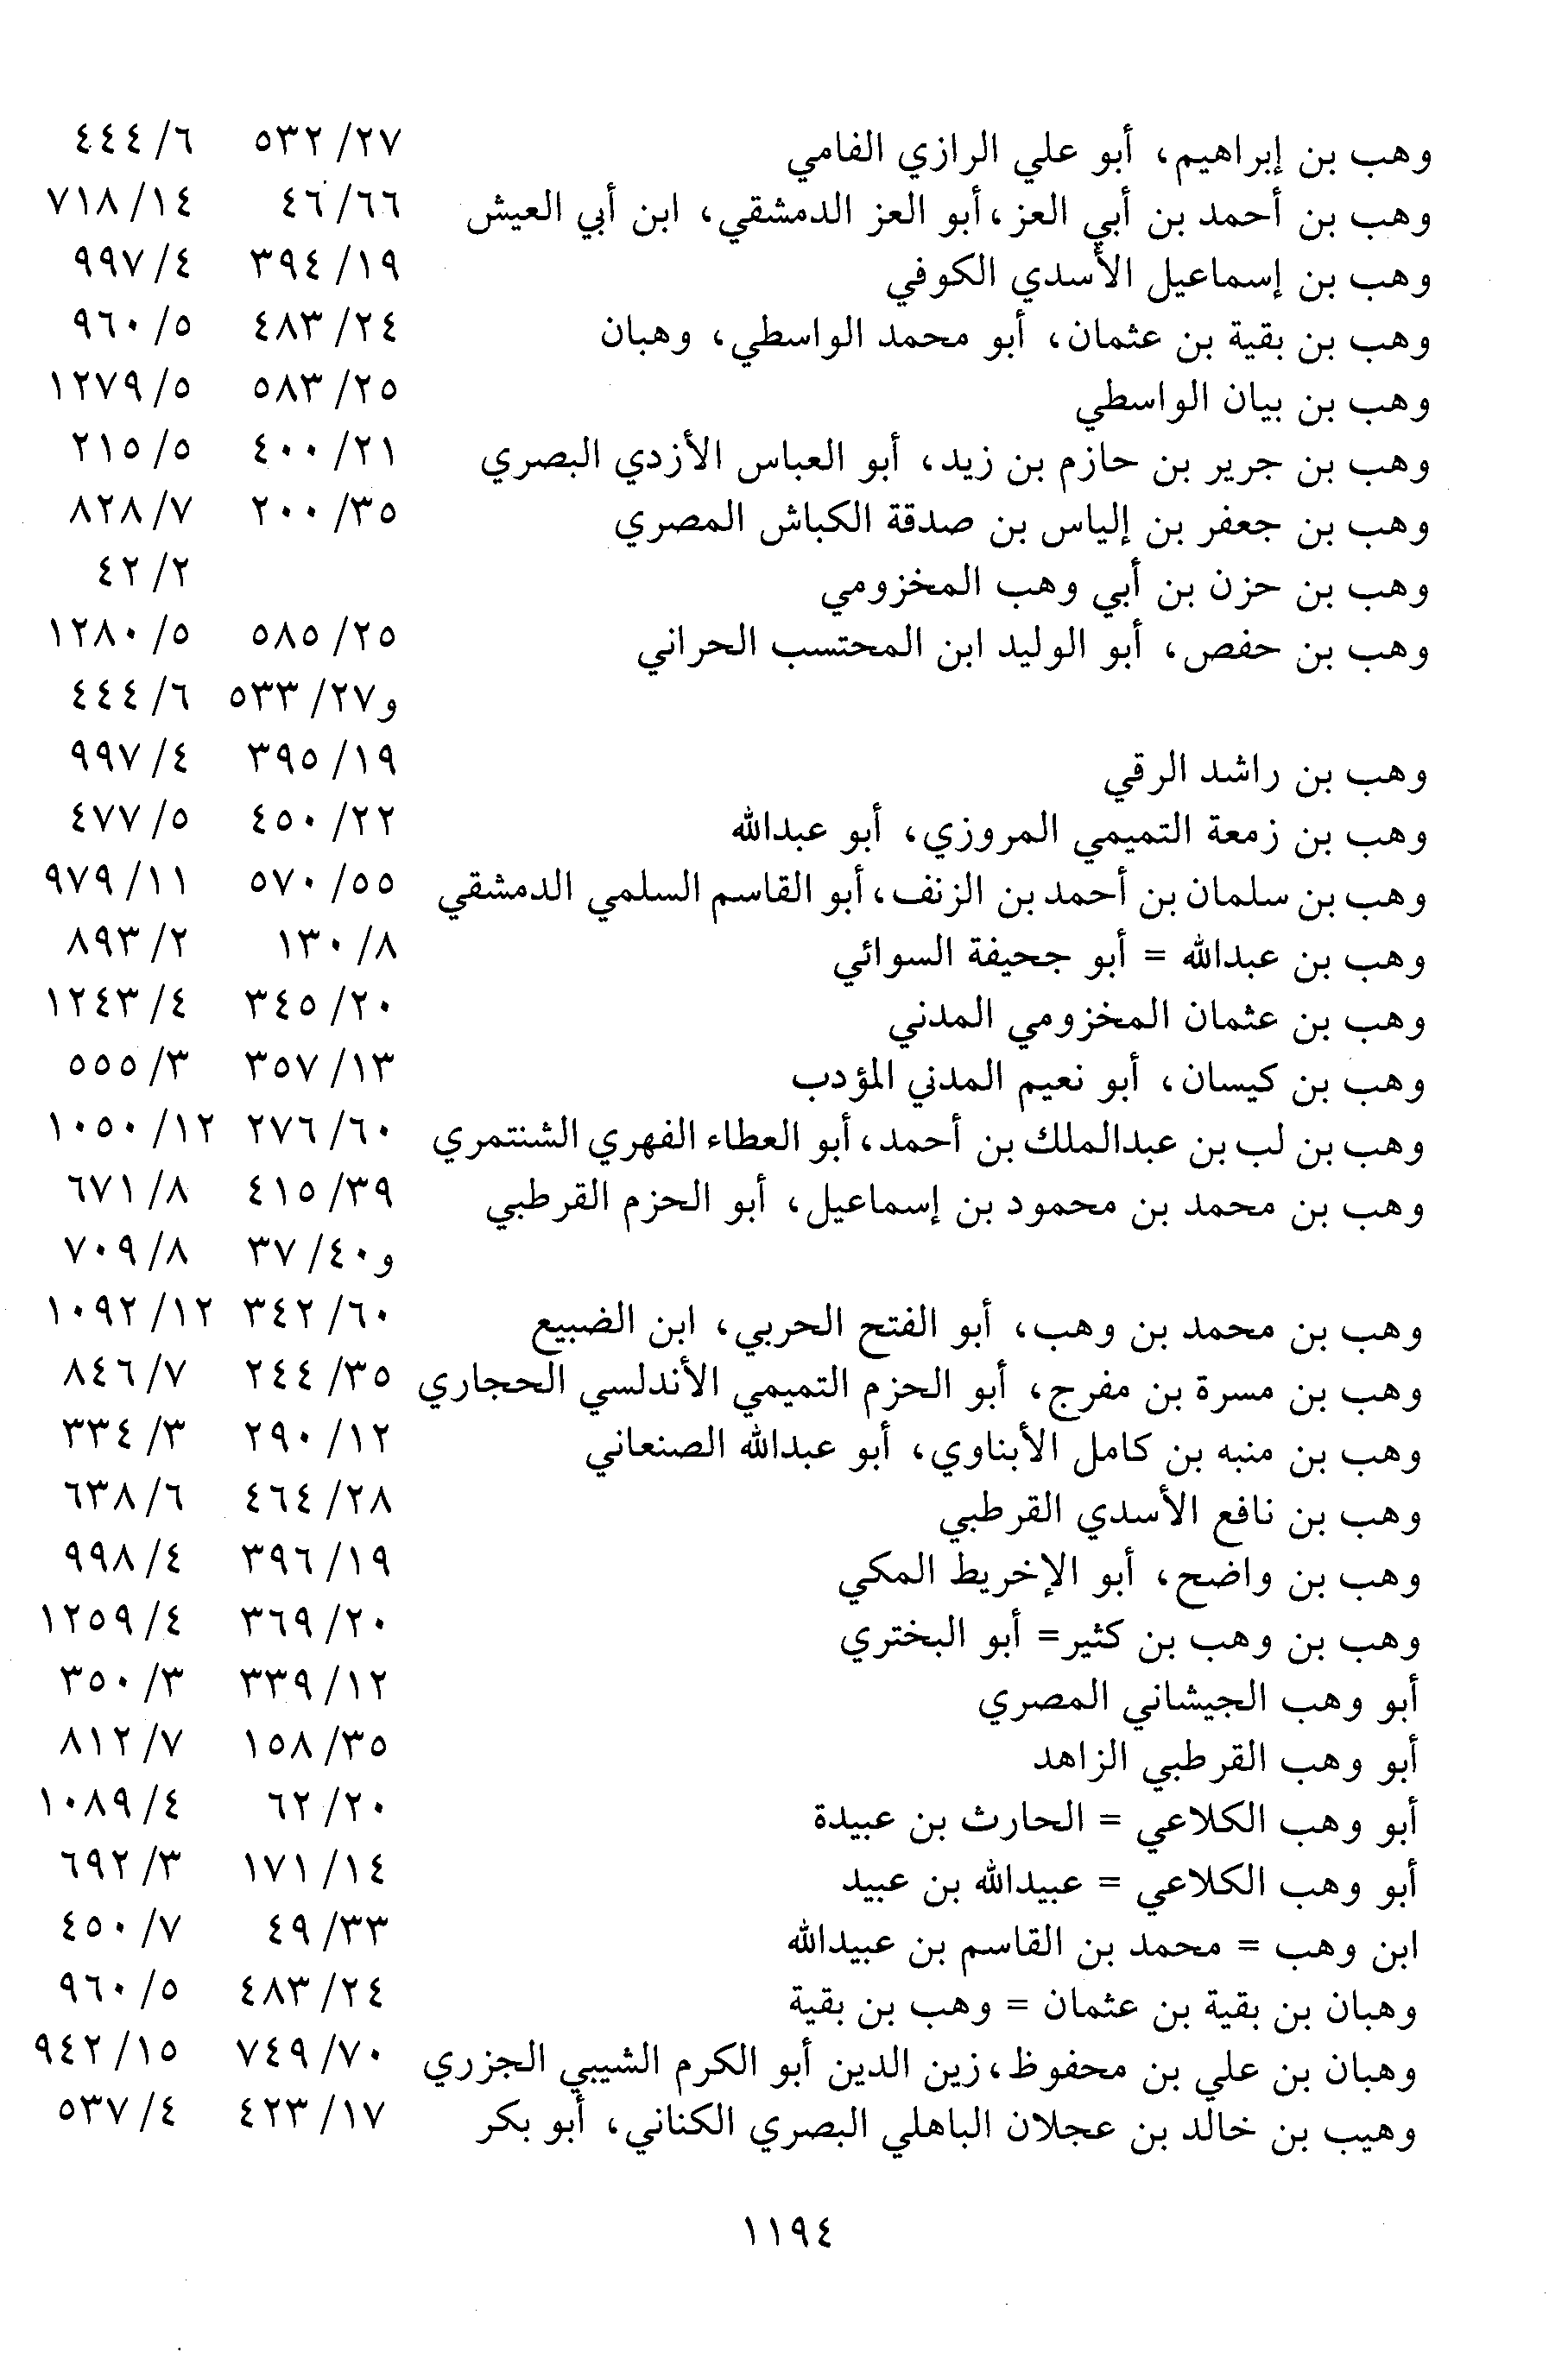 وهب بن إبراهيم، أبو علي الرازي الفامي ٢٧/ ٥٣٢ ٦/ ٤٤٤
وهب بن أحمد بن أبي العز، أبو العز الدمشقي، ابن أبي العيش ٦٦/ ٤٦ ١٤/ ٧١٨
وهب بن إسماعيل الأسدي الكوفي ١٩/ ٣٩٤ ٤/ ٩٩٧
وهب بن بقية بن عثمان، أبو محمد الواسطي، وهبان ٢٤/ ٤٨٣ ٥/ ٩٦٠
وهب بن بيان الواسطي ٢٥/ ٥٨٣ ٥/ ١٢٧٩
وهب بن جرير بن حازم بن زيد، أبو العباس الأزدي البصري ٢١/ ٤٠٠ ٥/ ٢١٥
وهب بن جعفر بن إلياس بن صدقة الكباش المصري ٣٥/ ٢٠٠ ٧/ ٨٢٨
وهب بن حزن بن أبي وهب المخزومي ٢/ ٤٢
وهب بن حفص، أبو الوليد ابن المحتسب الحراني ٢٥/ ٥٨٥ ٥/ ١٢٨٠
و٢٧/ ٥٣٣ ٦/ ٤٤٤
وهب بن راشد الرقي ١٩/ ٣٩٥ ٤/ ٩٩٧
وهب بن زمعة التميمي المروزي، أبو عبدالله ٢٢/ ٤٥٠ ٥/ ٤٧٧
وهب بن سلمان بن أحمد بن الزنف، أبو القاسم السلمي الدمشقي ٥٥/ ٥٧٠ ١١/ ٩٧٩
وهب بن عبدالله = أبو جحيفة السوائي ٨/ ١٣٠ ٢/ ٨٩٣
وهب بن عثمان المخزومي المدني ٢٠/ ٣٤٥ ٤/ ١٢٤٣
وهب بن كيسان، أبو نعيم المدني المؤدب ١٣/ ٣٥٧ ٣/ ٥٥٥
وهب بن لب بن عبدالملك بن أحمد، أبو العطاء الفهري الشنتمري ٦٠/ ٢٧٦ ١٢/ ١٠٥٠
وهب بن محمد بن محمود بن إسماعيل، أبو الحزم القرطبي ٣٩/ ٤١٥ ٨/ ٦٧١
و٤٠/ ٣٧ ٨/ ٧٠٩
وهب بن محمد بن وهب، أبو الفتح الحربي، ابن الضبيع ٦٠/ ٣٤٢ ١٢/ ١٠٩٢
وهب بن مسرة بن مفرج، أبو الحزم التميمي الأندلسي الحجاري ٣٥/ ٢٤٤ ٧/ ٨٤٦
وهب بن منبه بن كامل الأبناوي، أبو عبدالله الصنعاني ١٢/ ٢٩٠ ٣/ ٣٣٤
وهب بن نافع الأسدي القرطبي ٢٨/ ٤٦٤ ٦/ ٦٣٨
وهب بن واضح، أبو الإخريط المكي ١٩/ ٣٩٦ ٤/ ٩٩٨
وهب بن وهب بن كثير= أبو البختري ٢٠/ ٣٦٩ ٤/ ١٢٥٩
أبو وهب الجيشاني المصري ١٢/ ٣٣٩ ٣/ ٣٥٠
أبو وهب القرطبي الزاهد ٣٥/ ١٥٨ ٧/ ٨١٢
أبو وهب الكلاعي = الحارث بن عبيدة ٢٠/ ٦٢ ٤/ ١٠٨٩
أبو وهب الكلاعي = عبيدالله بن عبيد ١٤/ ١٧١ ٣/ ٦٩٢
ابن وهب = محمد بن القاسم بن عبيدالله ٣٣/ ٤٩ ٧/ ٤٥٠
وهبان بن بقية بن عثمان = وهب بن بقية ٢٤/ ٤٨٣ ٥/ ٩٦٠
وهبان بن علي بن محفوظ، زين الدين أبو الكرم الشيبي الجزري ٧٠/ ٧٤٩ ١٥/ ٩٤٢
وهيب بن خالد بن عجلان الباهلي البصري الكناني، أبو بكر ١٧/ ٤٢٣ ٤/ ٥٣٧
١١٩٤